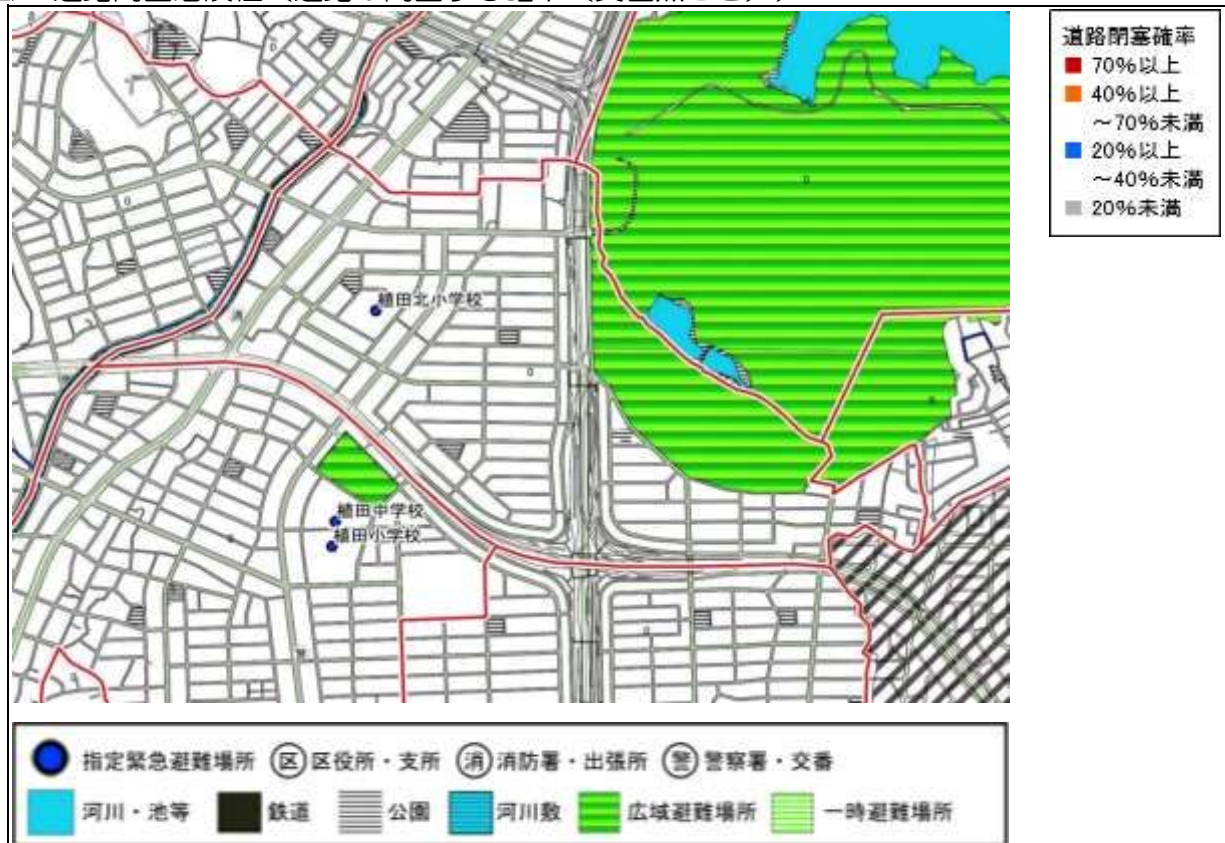 道路閉塞確率
70%以上
40%以上
～70%未満
20%以上
～40%未満
20%未満
植田北小学校
植田中学校
植田小学校
指定緊急避難場所 区 区役所・支所 消 消防署・出張所 警 警察署・交番
河川・池等 鉄道 公園 河川敷 広域避難場所 一時避難場所